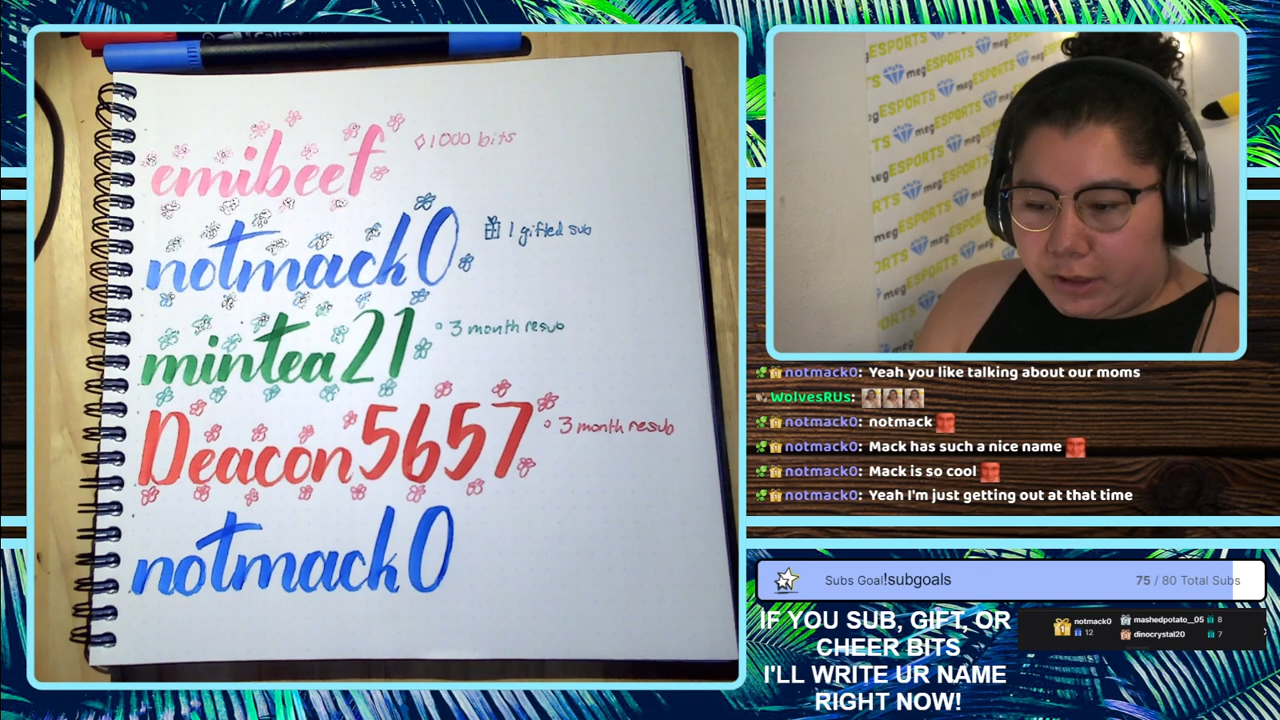 emibeef ◊1000 bits
notmack0 1 gifted sub
mintea21 ° 3 month resub
Deacon5657 ° 3 month resub
notmack0
megESPORTS
notmack0: Yeah you like talking about our moms
WolvesRUs:
notmack0: notmack
notmack0: Mack has such a nice name
notmack0: Mack is so cool
notmack0: Yeah I'm just getting out at that time
Subs Goal!subgoals 75 / 80 Total Subs
IF YOU SUB, GIFT, OR
CHEER BITS
I'LL WRITE UR NAME
RIGHT NOW!
1 notmack0 12
mashedpotato__05 8
dinocrystal20 7